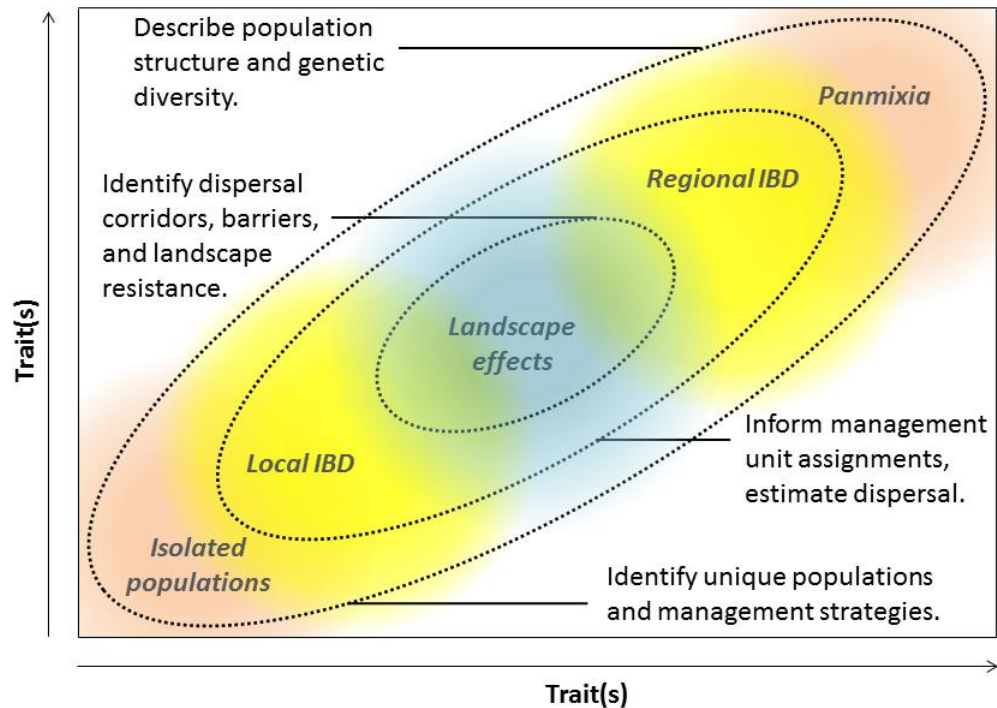 Describe population
structure and genetic
diversity.
Panmixia
Regional IBD
Identify dispersal
corridors, barriers,
and landscape
resistance.
Landscape
effects
Trait(s)
Inform management
unit assignments,
estimate dispersal.
Local IBD
Isolated
populations
Identify unique populations
and management strategies.
Trait(s)